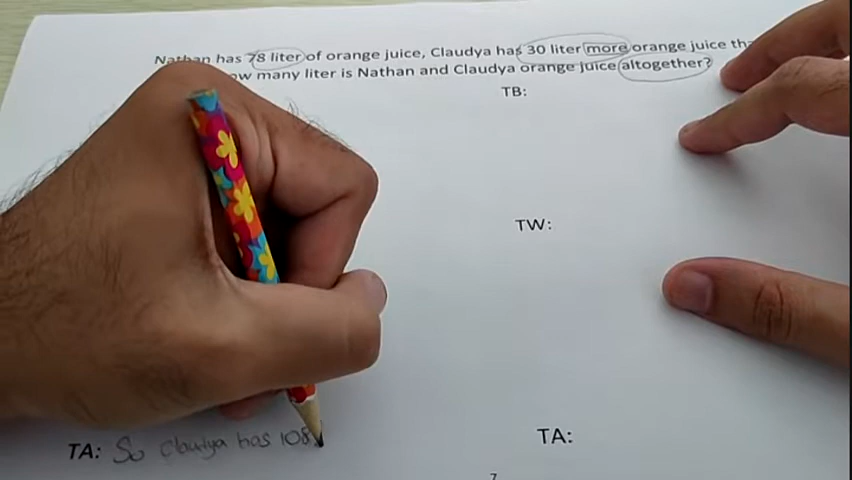 Nathan has 78 liter of orange juice, Claudya has 30 liter more orange juice
many liter is Nathan and Claudya orange juice altogether?
TB:
TW:
TA: So Claudya has 108
TA:
7